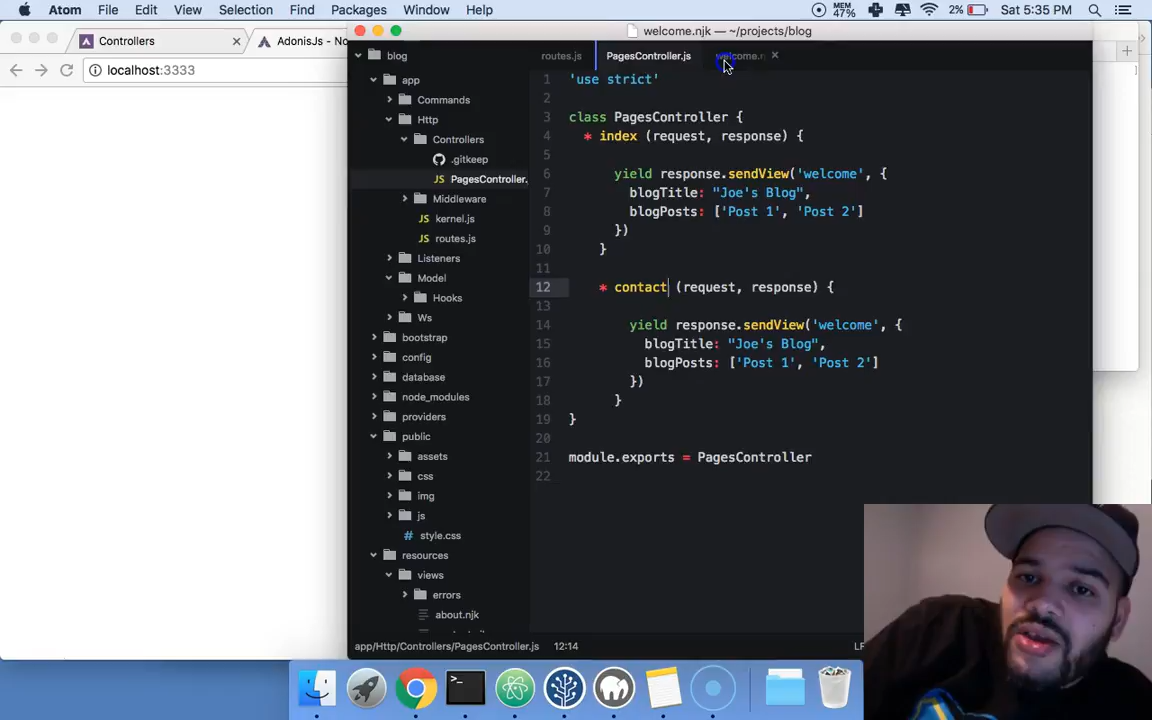 Atom File Edit View Selection Find Packages Window Help MEM 47% 2% Sat 5:35 PM
Controllers AdonisJs - No
localhost:3333
welcome.njk — ~/projects/blog
routes.js PagesController.js
blog
app
Commands
Http
Controllers
.gitkeep
JS PagesController.
Middleware
JS kernel.js
JS routes.js
Listeners
Model
Hooks
Ws
bootstrap
config
database
node_modules
providers
public
assets
css
img
js
JS style.css
resources
views
errors
about.njk
1 'use strict'
2
3 class PagesController {
4 * index (request, response) {
5
6 yield response.sendView('welcome', {
7 blogTitle: "Joe's Blog",
8 blogPosts: ['Post 1', 'Post 2']
9 })
10 }
11
12 * contact (request, response) {
13
14 yield response.sendView('welcome', {
15 blogTitle: "Joe's Blog",
16 blogPosts: ['Post 1', 'Post 2']
17 })
18 }
19 }
20
21 module.exports = PagesController
22
app/Http/Controllers/PagesController.js 12:14